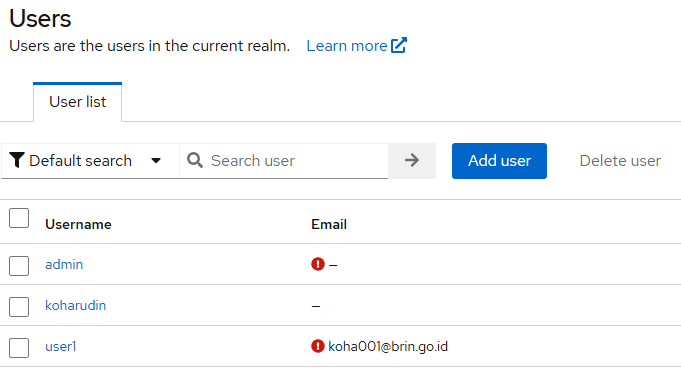 Users
Users are the users in the current realm. Learn more
User list
Default search Search user Add user Delete user
Username Email
admin –
koharudin –
user1 koha001@brin.go.id